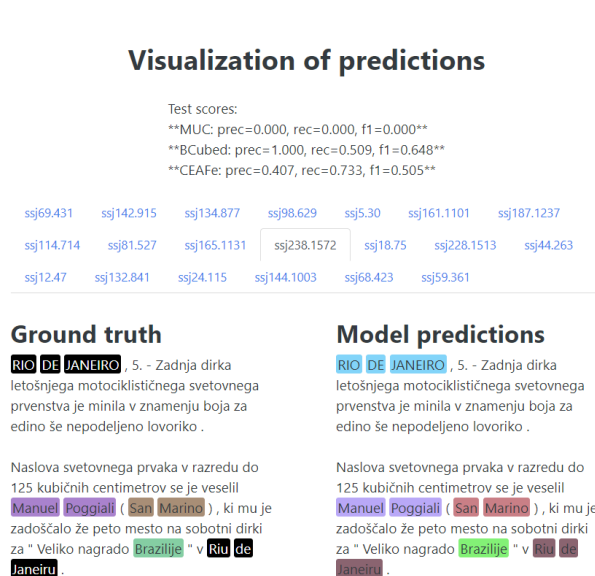 Visualization of predictions
Test scores:
**MUC: prec=0.000, rec=0.000, f1=0.000**
**BCubed: prec=1.000, rec=0.509, f1=0.648**
**CEAFe: prec=0.407, rec=0.733, f1=0.505**
ssj69.431 ssj142.915 ssj134.877 ssj98.629 ssj5.30 ssj161.1101 ssj187.1237
ssj114.714 ssj81.527 ssj165.1131 ssj238.1572 ssj18.75 ssj228.1513 ssj44.263
ssj12.47 ssj132.841 ssj24.115 ssj144.1003 ssj68.423 ssj59.361
Ground truth
RIO DE JANEIRO , 5. - Zadnja dirka
letošnjega motociklističnega svetovnega
prvenstva je minila v znamenju boja za
edino še nepodeljeno lovoriko .
Naslova svetovnega prvaka v razredu do
125 kubičnih centimetrov se je veselil
Manuel Poggiali ( San Marino ) , ki mu je
zadoščalo že peto mesto na sobotni dirki
za " Veliko nagrado Brazilije " v Riu de
Janeiru .
Model predictions
RIO DE JANEIRO , 5. - Zadnja dirka
letošnjega motociklističnega svetovnega
prvenstva je minila v znamenju boja za
edino še nepodeljeno lovoriko .
Naslova svetovnega prvaka v razredu do
125 kubičnih centimetrov se je veselil
Manuel Poggiali ( San Marino ) , ki mu je
zadoščalo že peto mesto na sobotni dirki
za " Veliko nagrado Brazilije " v Riu de
Janeiru .